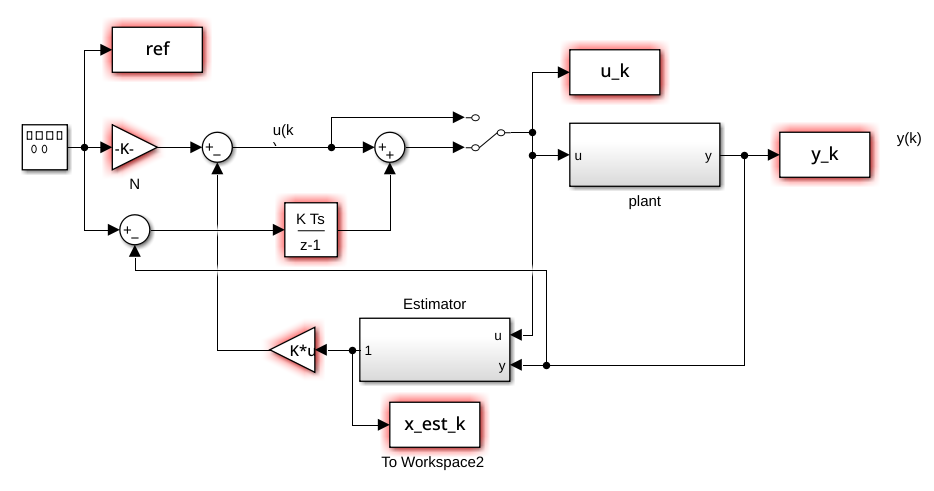 ref
u_k
u(k
-K-
N
+
−
+
+
u
y
plant
y_k
y(k)
+
−
K Ts
z-1
Estimator
K*u
1
u
y
x_est_k
To Workspace2